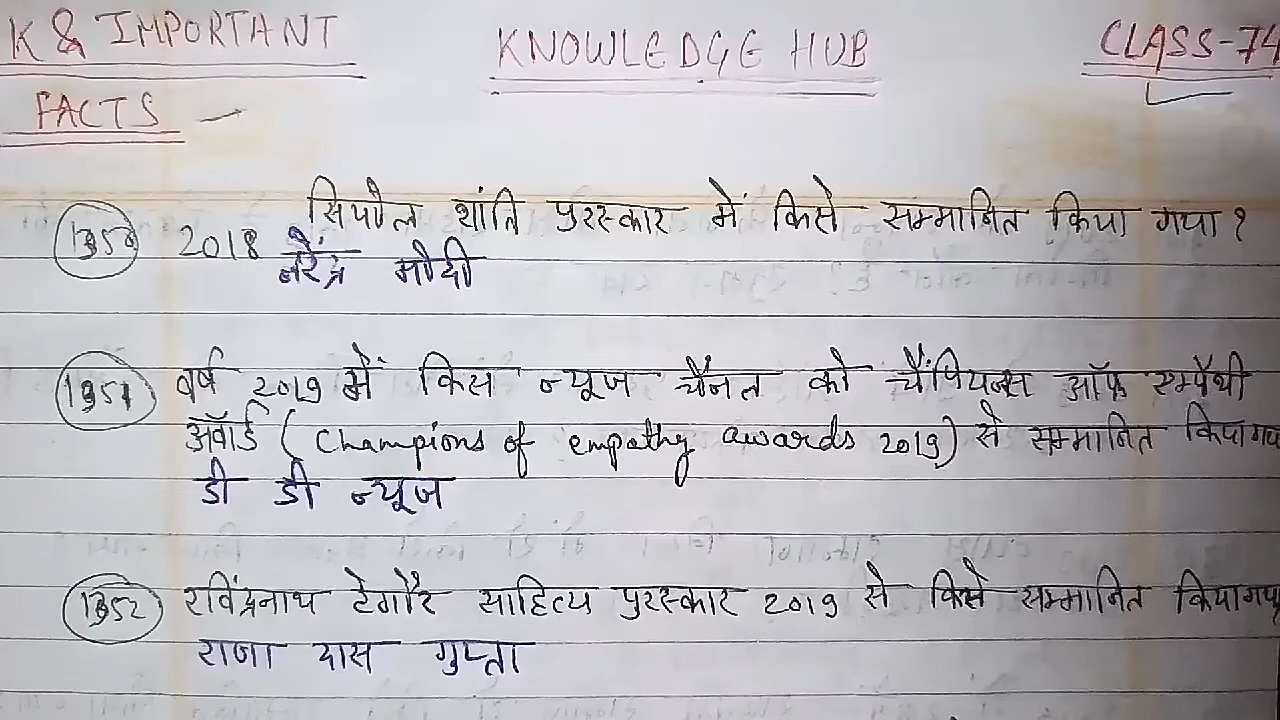 K & IMPORTANT
FACTS
KNOWLEDGE HUB
CLASS-74
सियोल शांति पुरस्कार में किसे सम्मानित किया गया?
1350 2018
नरेंद्र मोदी
1351 वर्ष 2019 में किस न्यूज चैनल को चैंपियन्स ऑफ एम्पैथी
अवॉर्ड (Champions of empathy awards 2019) से सम्मानित किया गया
डी डी न्यूज
1352 रविंद्रनाथ टैगोर साहित्य पुरस्कार 2019 से किसे सम्मानित किया गया
राजा दास गुप्ता